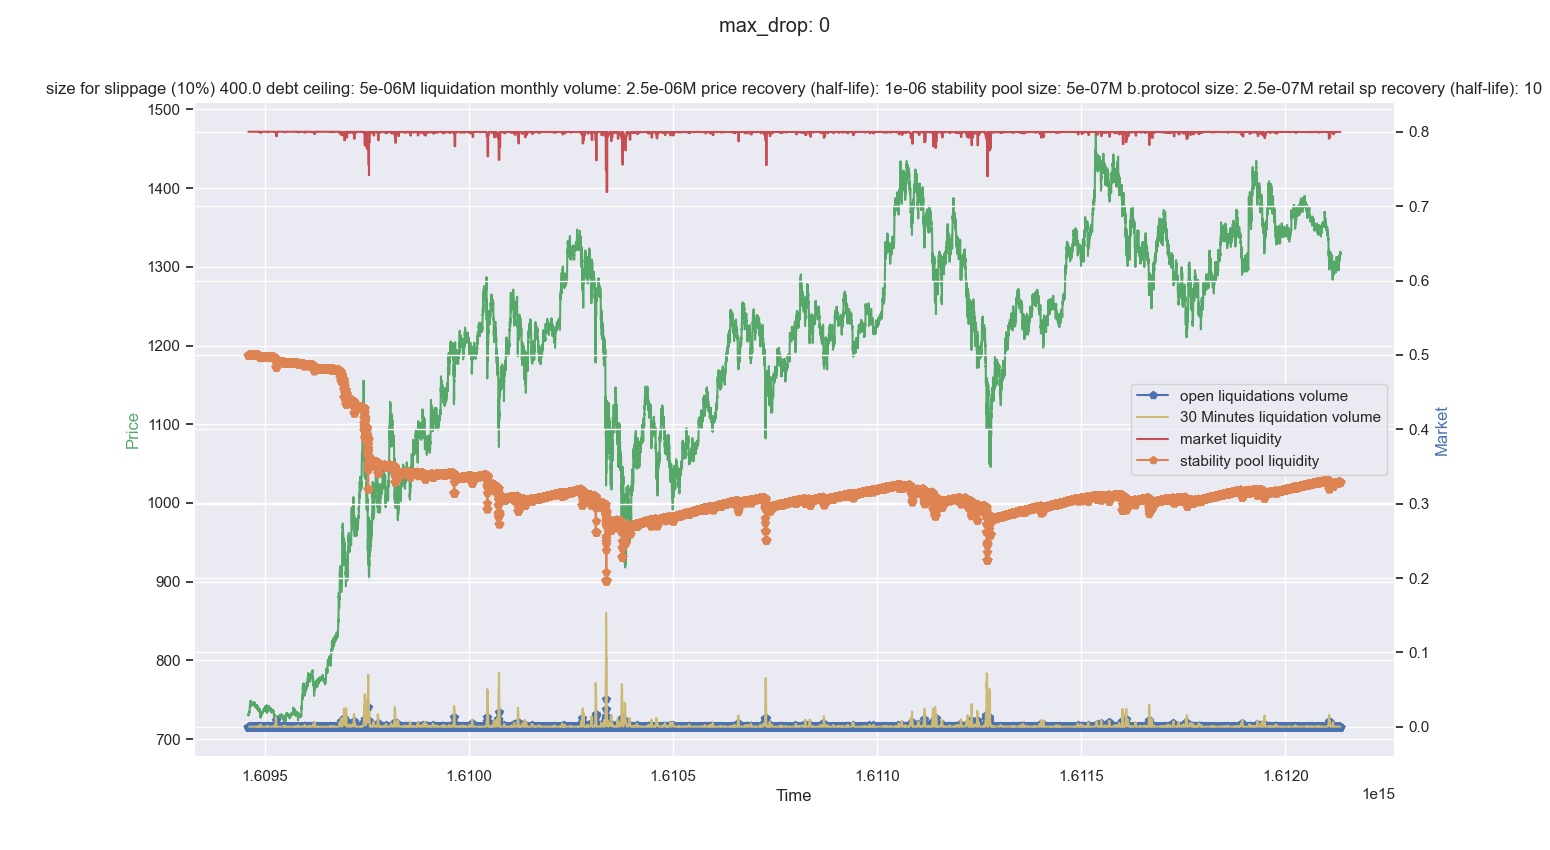 max_drop: 0
size for slippage (10%) 400.0 debt ceiling: 5e-06M liquidation monthly volume: 2.5e-06M price recovery (half-life): 1e-06 stability pool size: 5e-07M b.protocol size: 2.5e-07M retail sp recovery (half-life): 10
1500
1400
1300
1200
1100
1000
900
800
700
Price
0.8
0.7
0.6
0.5
0.4
0.3
0.2
0.1
0.0
Market
open liquidations volume
30 Minutes liquidation volume
market liquidity
stability pool liquidity
1.6095 1.6100 1.6105 1.6110 1.6115 1.6120
Time
1e15